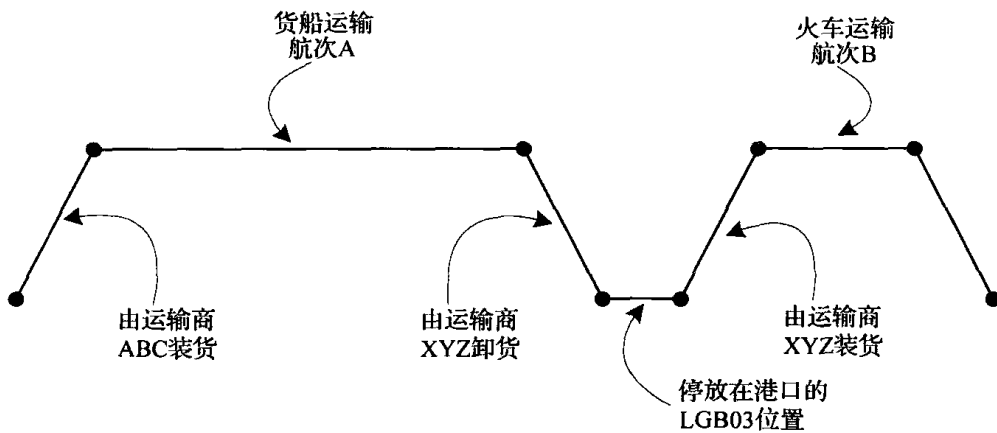 货船运输
航次A
火车运输
航次B
由运输商
ABC装货
由运输商
XYZ卸货
由运输商
XYZ装货
停放在港口的
LGB03位置